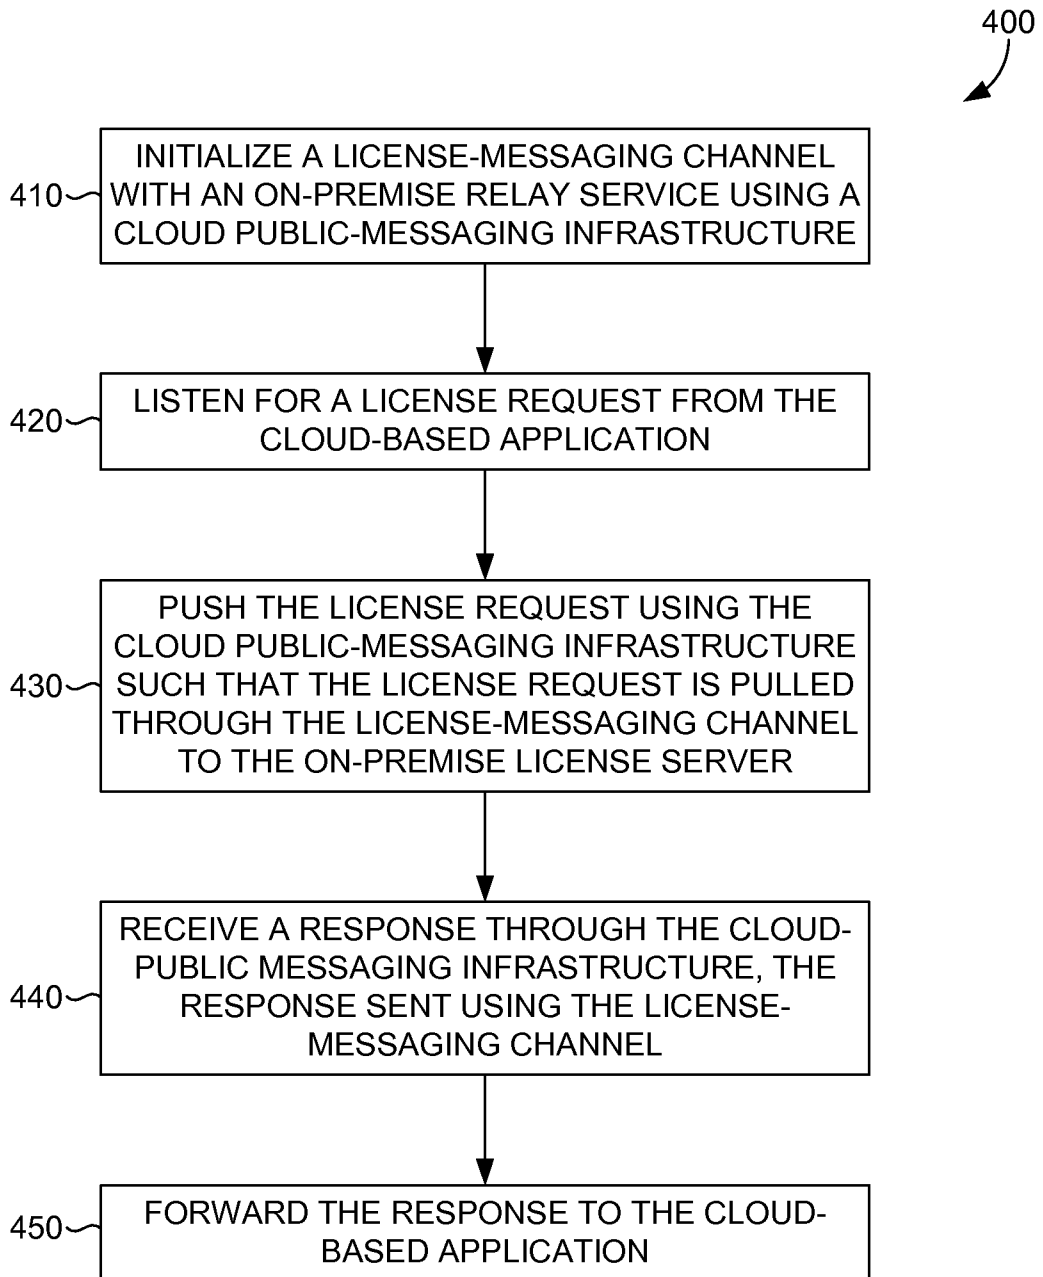 400
INITIALIZE A LICENSE-MESSAGING CHANNEL
WITH AN ON-PREMISE RELAY SERVICE USING A
CLOUD PUBLIC-MESSAGING INFRASTRUCTURE
410
LISTEN FOR A LICENSE REQUEST FROM THE
CLOUD-BASED APPLICATION
420
PUSH THE LICENSE REQUEST USING THE
CLOUD PUBLIC-MESSAGING INFRASTRUCTURE
SUCH THAT THE LICENSE REQUEST IS PULLED
THROUGH THE LICENSE-MESSAGING CHANNEL
TO THE ON-PREMISE LICENSE SERVER
430
RECEIVE A RESPONSE THROUGH THE CLOUD-
PUBLIC MESSAGING INFRASTRUCTURE, THE
RESPONSE SENT USING THE LICENSE-
MESSAGING CHANNEL
440
FORWARD THE RESPONSE TO THE CLOUD-
BASED APPLICATION
450